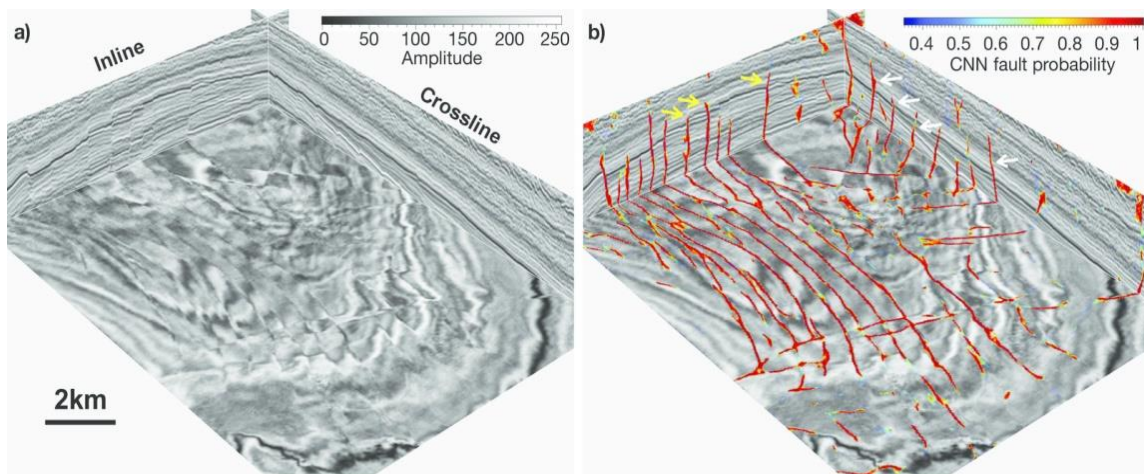 a)
0 50 100 150 200 250
Amplitude
Inline
Crossline
2km
b)
0.4 0.5 0.6 0.7 0.8 0.9 1
CNN fault probability